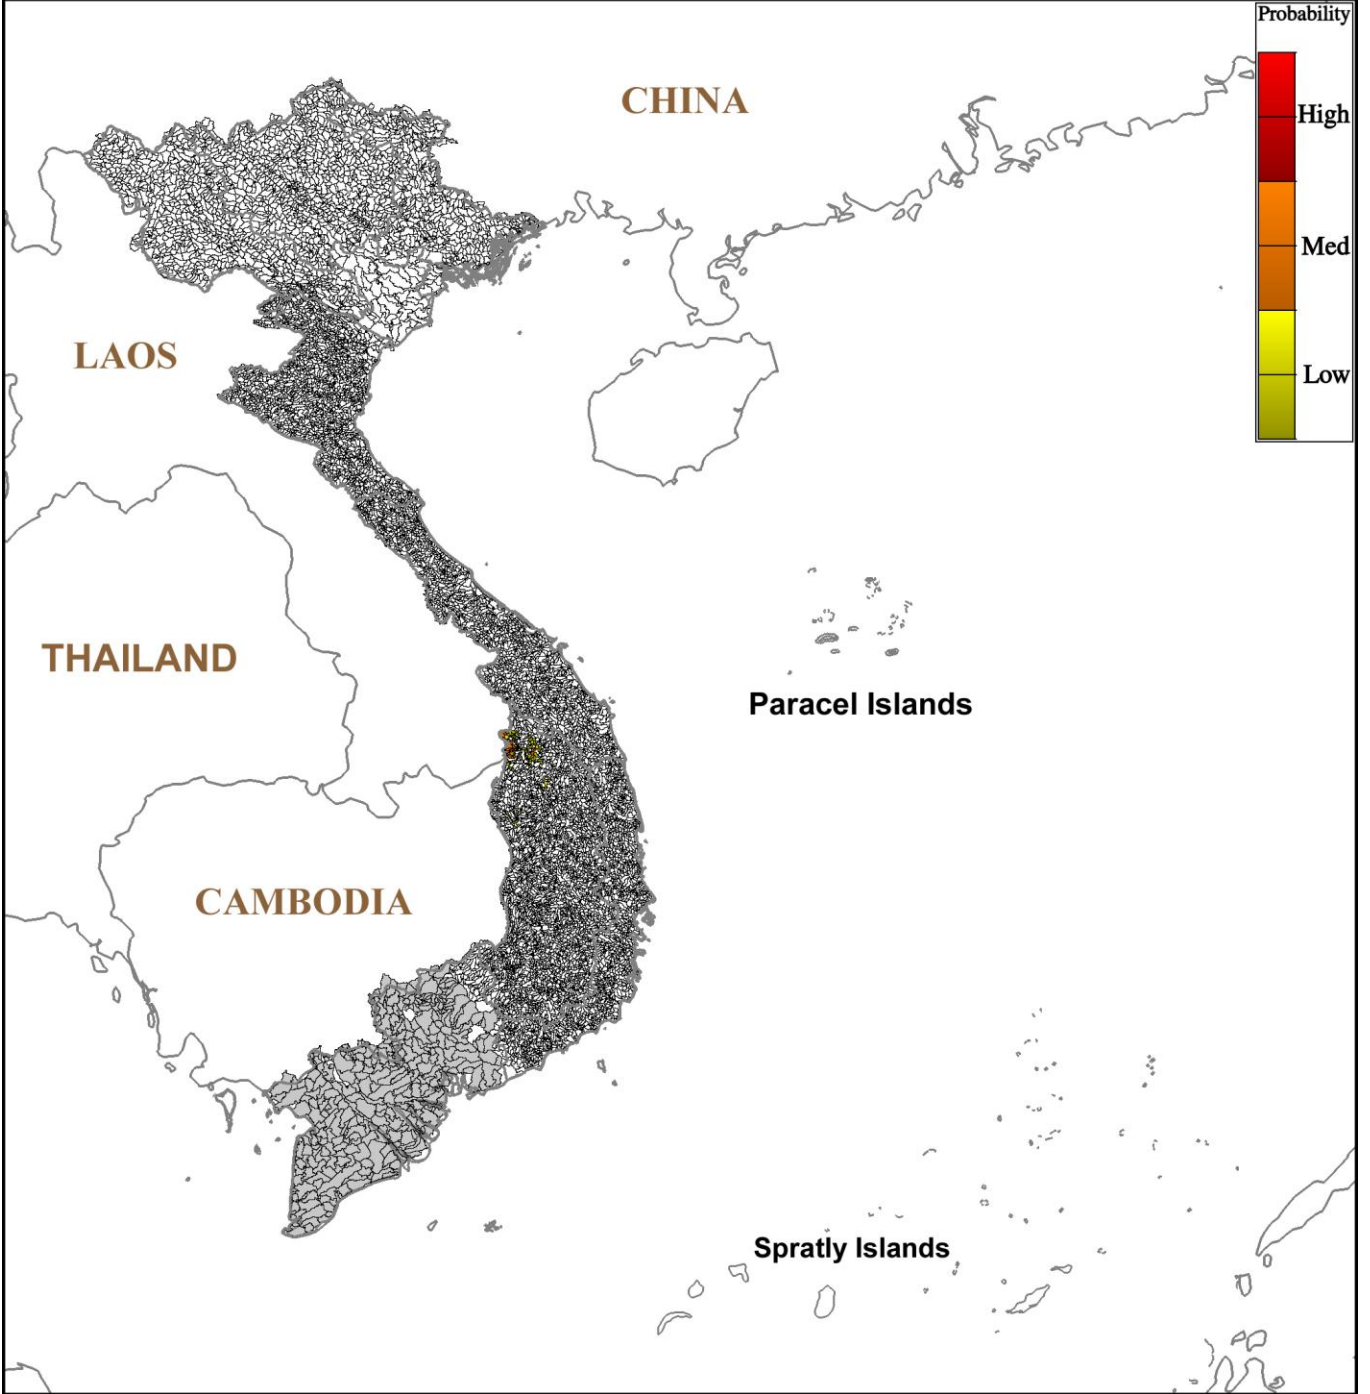 Probability
CHINA
High
Med
LAOS
Low
THAILAND
Paracel Islands
CAMBODIA
Spratly Islands